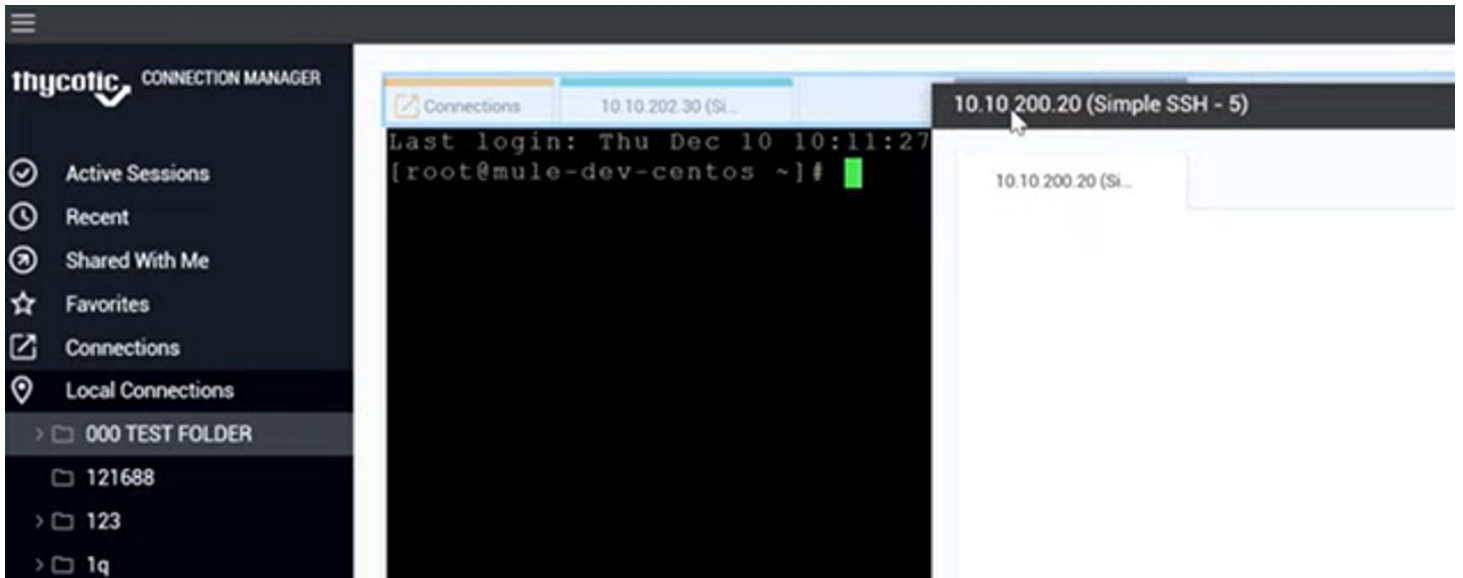 thycotic CONNECTION MANAGER
Active Sessions
Recent
Shared With Me
Favorites
Connections
Local Connections
000 TEST FOLDER
121688
123
1q
Connections
10.10.202.30 (Si...
Last login: Thu Dec 10 10:11:27
[root@mule-dev-centos ~]#
10.10.200.20 (Simple SSH - 5)
10.10.200.20 (Si...